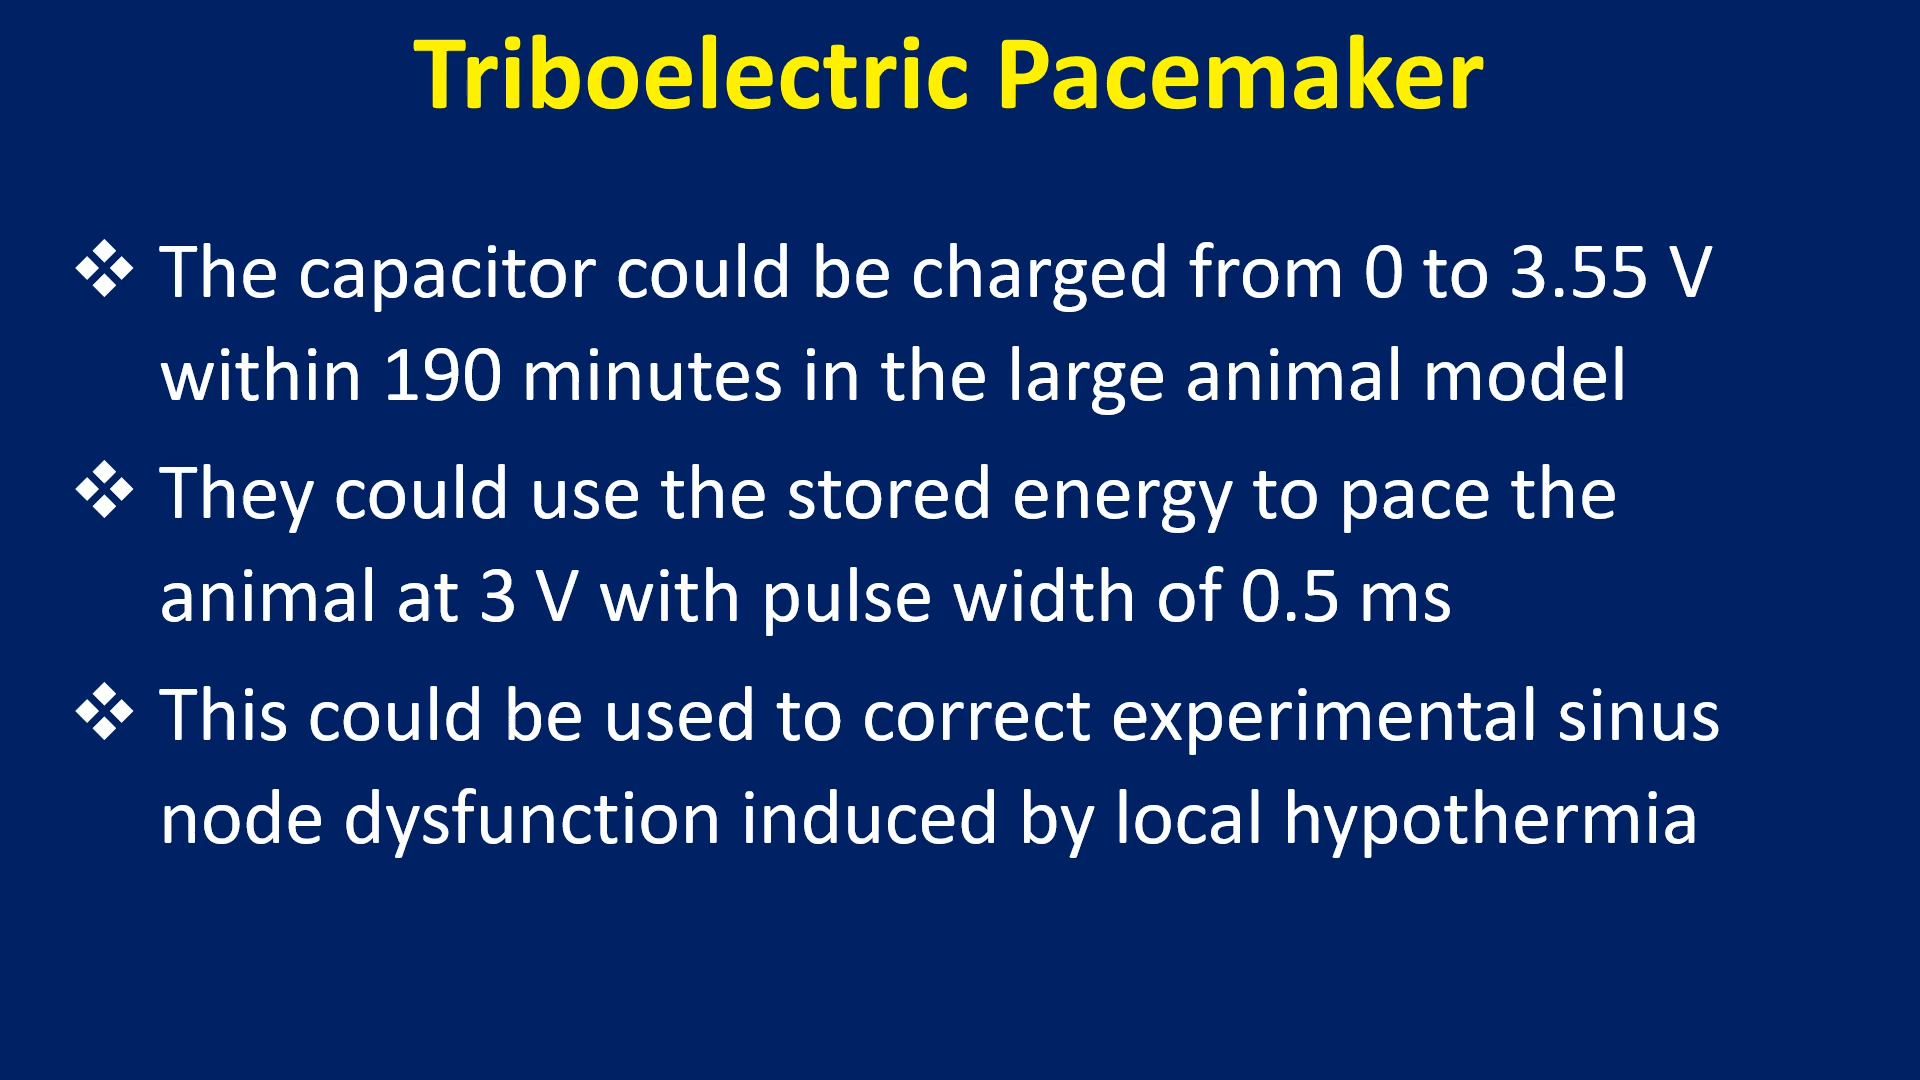 Triboelectric Pacemaker
❖ The capacitor could be charged from 0 to 3.55 V
within 190 minutes in the large animal model
❖ They could use the stored energy to pace the
animal at 3 V with pulse width of 0.5 ms
❖ This could be used to correct experimental sinus
node dysfunction induced by local hypothermia